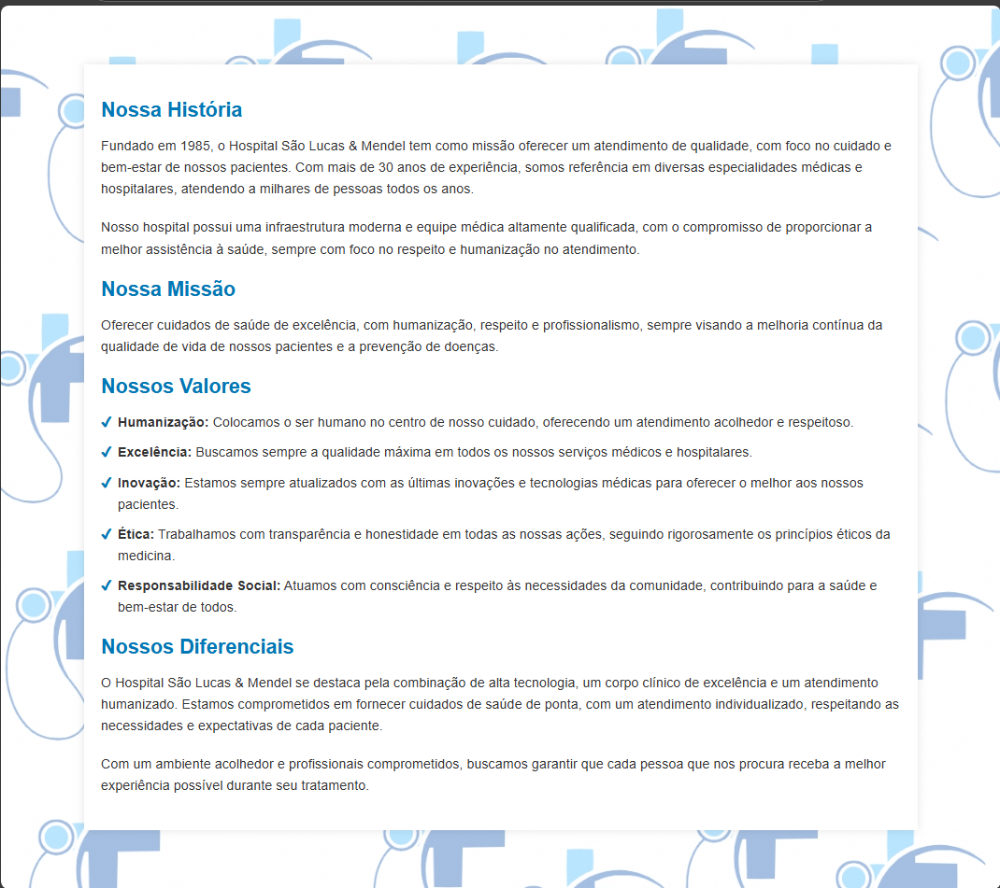 Nossa História
Fundado em 1985, o Hospital São Lucas & Mendel tem como missão oferecer um atendimento de qualidade, com foco no cuidado e
bem-estar de nossos pacientes. Com mais de 30 anos de experiência, somos referência em diversas especialidades médicas e
hospitalares, atendendo a milhares de pessoas todos os anos.
Nosso hospital possui uma infraestrutura moderna e equipe médica altamente qualificada, com o compromisso de proporcionar a
melhor assistência à saúde, sempre com foco no respeito e humanização no atendimento.
Nossa Missão
Oferecer cuidados de saúde de excelência, com humanização, respeito e profissionalismo, sempre visando a melhoria contínua da
qualidade de vida de nossos pacientes e a prevenção de doenças.
Nossos Valores
✔ Humanização: Colocamos o ser humano no centro de nosso cuidado, oferecendo um atendimento acolhedor e respeitoso.
✔ Excelência: Buscamos sempre a qualidade máxima em todos os nossos serviços médicos e hospitalares.
✔ Inovação: Estamos sempre atualizados com as últimas inovações e tecnologias médicas para oferecer o melhor aos nossos
pacientes.
✔ Ética: Trabalhamos com transparência e honestidade em todas as nossas ações, seguindo rigorosamente os princípios éticos da
medicina.
✔ Responsabilidade Social: Atuamos com consciência e respeito às necessidades da comunidade, contribuindo para a saúde e
bem-estar de todos.
Nossos Diferenciais
O Hospital São Lucas & Mendel se destaca pela combinação de alta tecnologia, um corpo clínico de excelência e um atendimento
humanizado. Estamos comprometidos em fornecer cuidados de saúde de ponta, com um atendimento individualizado, respeitando as
necessidades e expectativas de cada paciente.
Com um ambiente acolhedor e profissionais comprometidos, buscamos garantir que cada pessoa que nos procura receba a melhor
experiência possível durante seu tratamento.